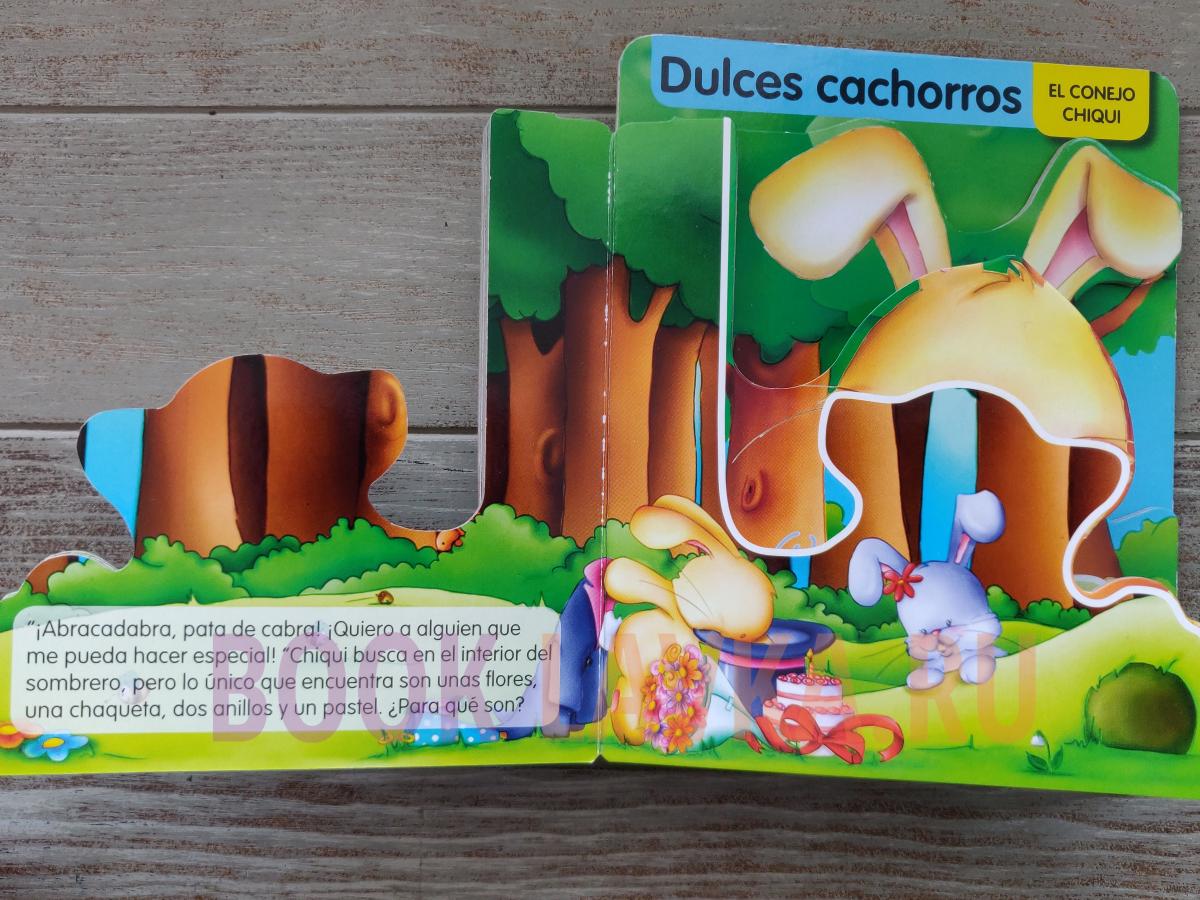 Dulces cachorros
EL CONEJO
CHIQUI
"¡Abracadabra, pata de cabra! ¡Quiero a alguien que
me pueda hacer especial! "Chiqui busca en el interior del
sombrero, pero lo único que encuentra son unas flores,
una chaqueta, dos anillos y un pastel. ¿Para qué son?
BOOK LAVKA.RU